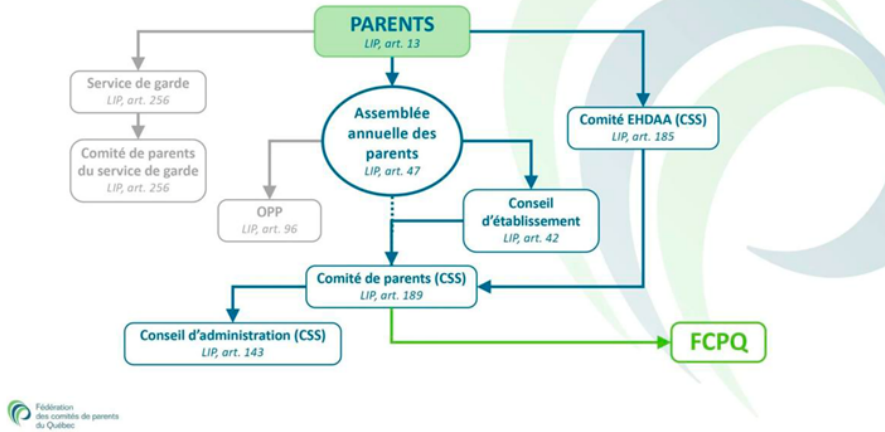 PARENTS
LIP, art. 13
Service de garde
LIP, art. 256
Comité de parents
du service de garde
LIP, art. 256
Assemblée
annuelle des
parents
LIP, art. 47
Comité EHDAA (CSS)
LIP, art. 185
OPP
LIP, art. 96
Conseil
d'établissement
LIP, art. 42
Comité de parents (CSS)
LIP, art. 189
Conseil d'administration (CSS)
LIP, art. 143
FCPQ
Fédération
des comités de parents
du Québec